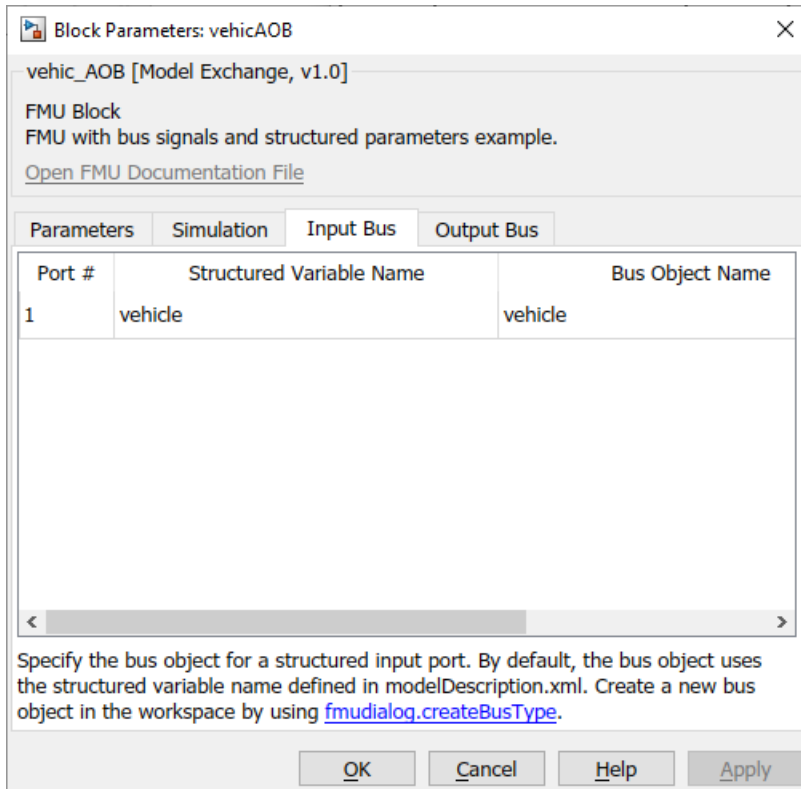 Block Parameters: vehicAOB
vehic_AOB [Model Exchange, v1.0]
FMU Block
FMU with bus signals and structured parameters example.
Open FMU Documentation File
Parameters Simulation Input Bus Output Bus
Port # Structured Variable Name Bus Object Name
1 vehicle vehicle
Specify the bus object for a structured input port. By default, the bus object uses
the structured variable name defined in modelDescription.xml. Create a new bus
object in the workspace by using fmudialog.createBusType.
OK Cancel Help Apply